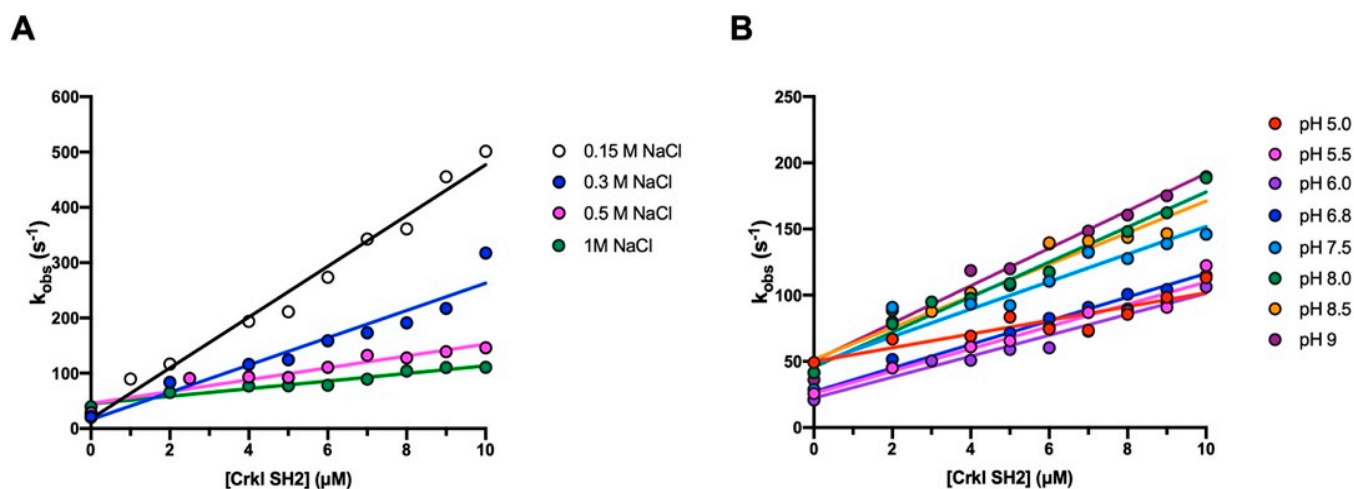 A
600
500
400
300
200
100
0
k_obs (s⁻¹)
0 2 4 6 8 10
[CrkI SH2] (µM)
0.15 M NaCl
0.3 M NaCl
0.5 M NaCl
1M NaCl
B
250
200
150
100
50
0
k_obs (s⁻¹)
0 2 4 6 8 10
[CrkI SH2] (µM)
pH 5.0
pH 5.5
pH 6.0
pH 6.8
pH 7.5
pH 8.0
pH 8.5
pH 9